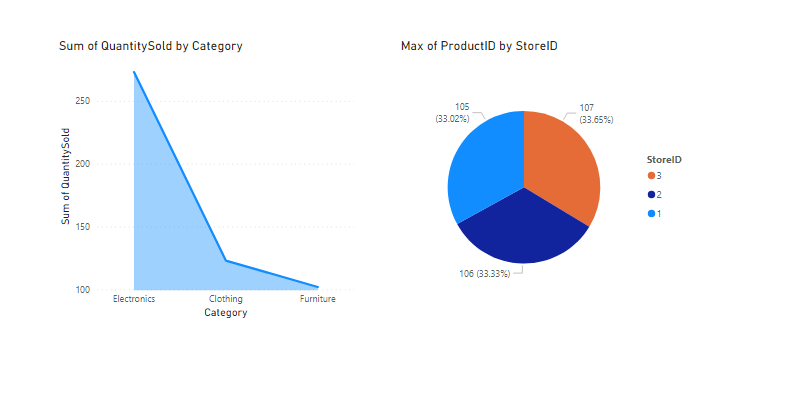 Sum of QuantitySold by Category
Sum of QuantitySold
250
200
150
100
Electronics
Clothing
Furniture
Category
Max of ProductID by StoreID
105
(33.02%)
107
(33.65%)
106 (33.33%)
StoreID
3
2
1